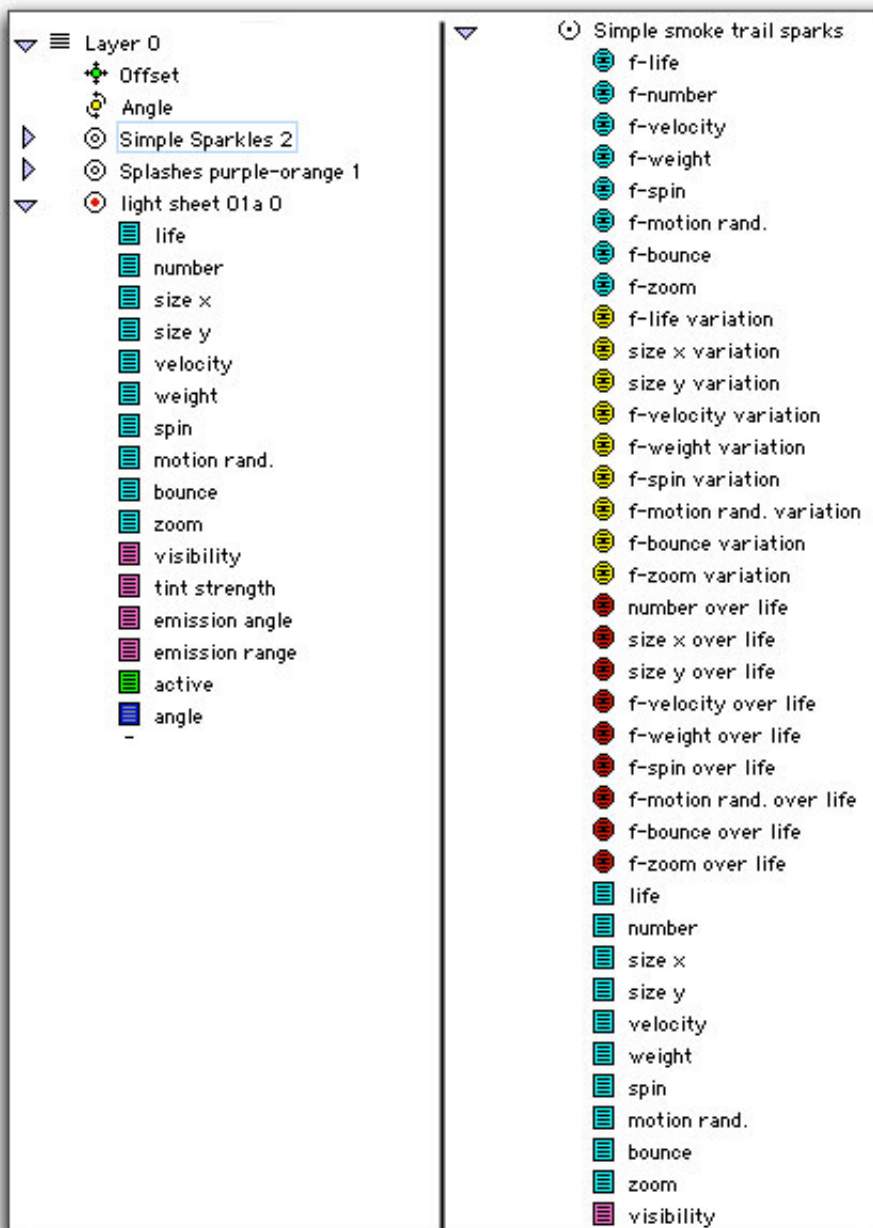 Layer 0
Offset
Angle
Simple Sparkles 2
Splashes purple-orange 1
light sheet 01a 0
life
number
size x
size y
velocity
weight
spin
motion rand.
bounce
zoom
visibility
tint strength
emission angle
emission range
active
angle
Simple smoke trail sparks
f-life
f-number
f-velocity
f-weight
f-spin
f-motion rand.
f-bounce
f-zoom
f-life variation
size x variation
size y variation
f-velocity variation
f-weight variation
f-spin variation
f-motion rand. variation
f-bounce variation
f-zoom variation
number over life
size x over life
size y over life
f-velocity over life
f-weight over life
f-spin over life
f-motion rand. over life
f-bounce over life
f-zoom over life
life
number
size x
size y
velocity
weight
spin
motion rand.
bounce
zoom
visibility